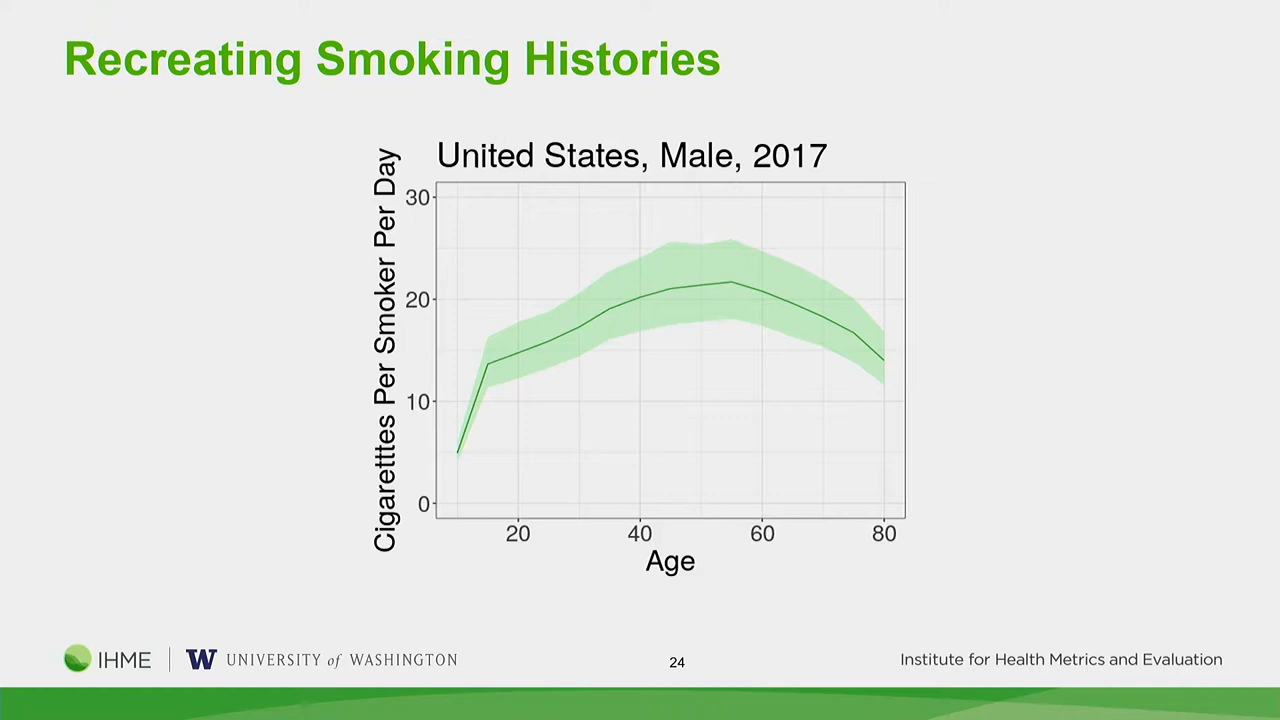 Recreating Smoking Histories
United States, Male, 2017
Cigaretttes Per Smoker Per Day
30
20
10
0
20 40 60 80
Age
IHME
W UNIVERSITY of WASHINGTON
24
Institute for Health Metrics and Evaluation